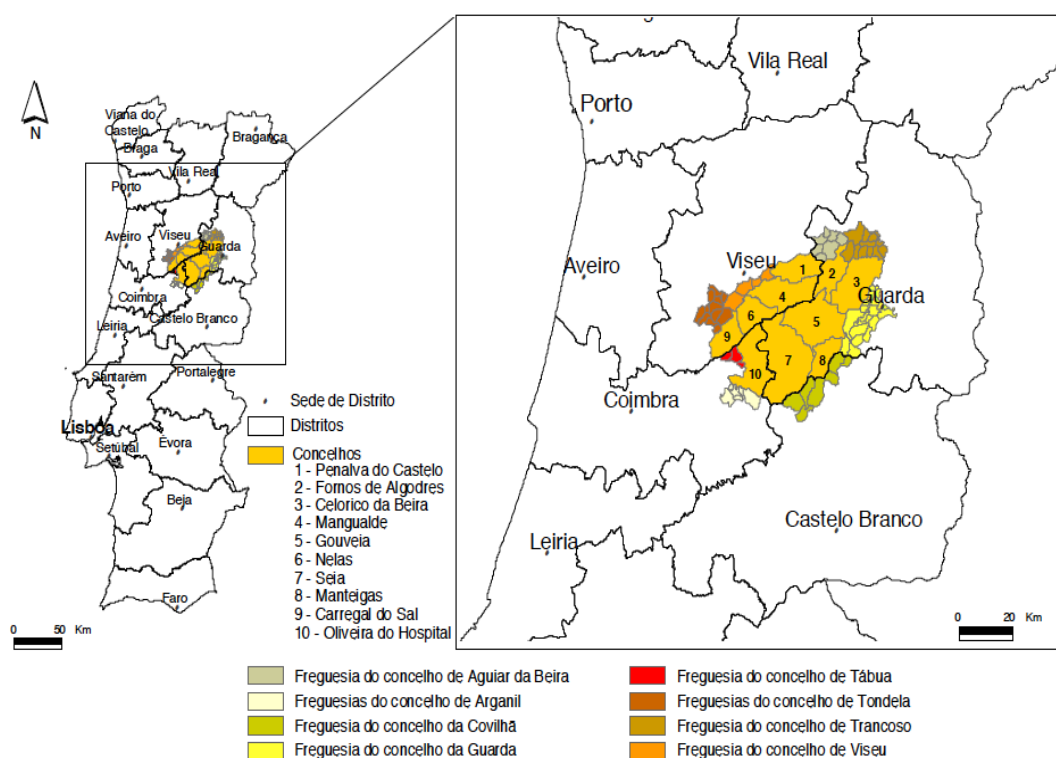 N
Viana do
Castelo
Braga
Bragança
Vila Real
Porto
Aveiro
Viseu
Guarda
Coimbra
Castelo Branco
Leiria
Santarém
Portalegre
Lisboa
Setúbal
Évora
Beja
Faro
0 50 Km
Sede de Distrito
Distritos
Concelhos
1 - Penalva do Castelo
2 - Fornos de Algodres
3 - Celorico da Beira
4 - Mangualde
5 - Gouveia
6 - Nelas
7 - Seia
8 - Manteigas
9 - Carregal do Sal
10 - Oliveira do Hospital
Vila Real
Porto
Aveiro
Viseu
Guarda
1
2
3
4
5
6
7
8
9
10
Coimbra
Castelo Branco
Leiria
0 20 Km
Freguesia do concelho de Aguiar da Beira
Freguesias do concelho de Arganil
Freguesia do concelho da Covilhã
Freguesia do concelho da Guarda
Freguesia do concelho de Tábua
Freguesias do concelho de Tondela
Freguesia do concelho de Trancoso
Freguesia do concelho de Viseu